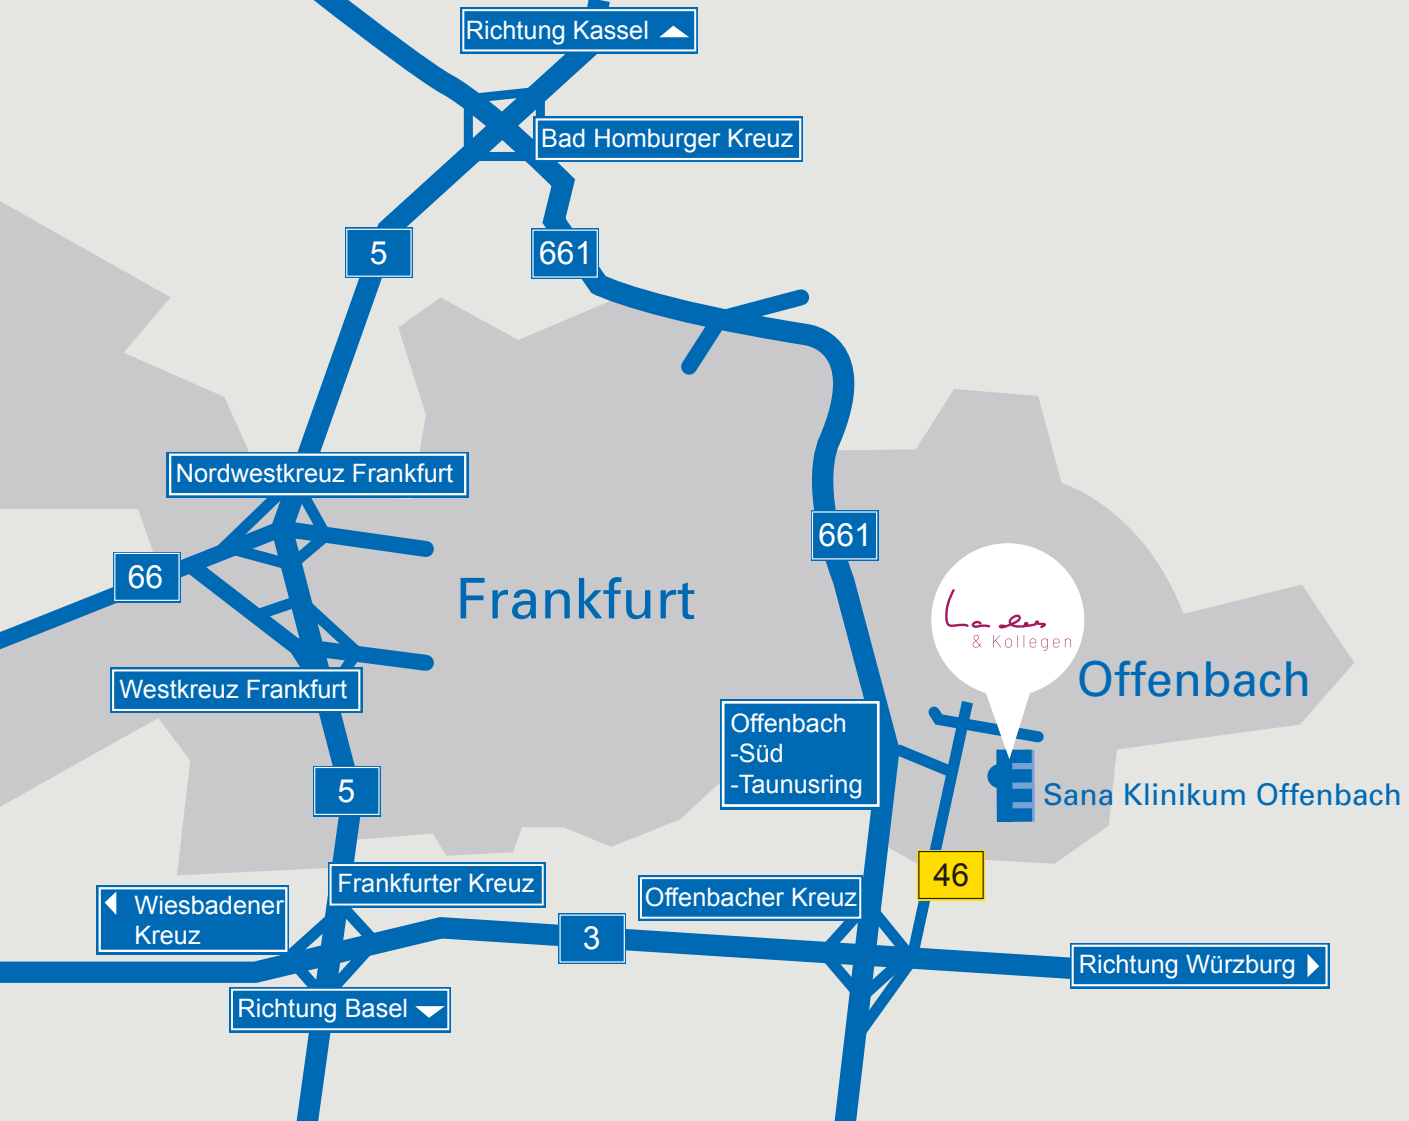 Richtung Kassel
Bad Homburger Kreuz
5
661
Nordwestkreuz Frankfurt
661
66
Frankfurt
& Kollegen
Westkreuz Frankfurt
Offenbach
Offenbach
-Süd
-Taunusring
5
Sana Klinikum Offenbach
46
Frankfurter Kreuz
Offenbacher Kreuz
Wiesbadener
Kreuz
3
Richtung Würzburg
Richtung Basel